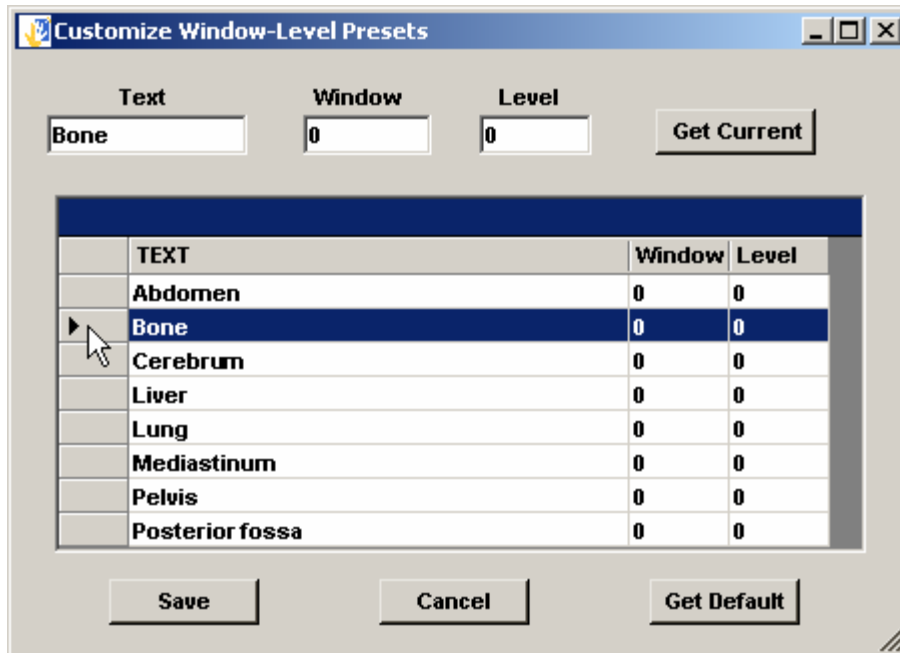 Customize Window-Level Presets
Text Window Level
Bone 0 0 Get Current
TEXT Window Level
Abdomen 0 0
Bone 0 0
Cerebrum 0 0
Liver 0 0
Lung 0 0
Mediastinum 0 0
Pelvis 0 0
Posterior fossa 0 0
Save Cancel Get Default